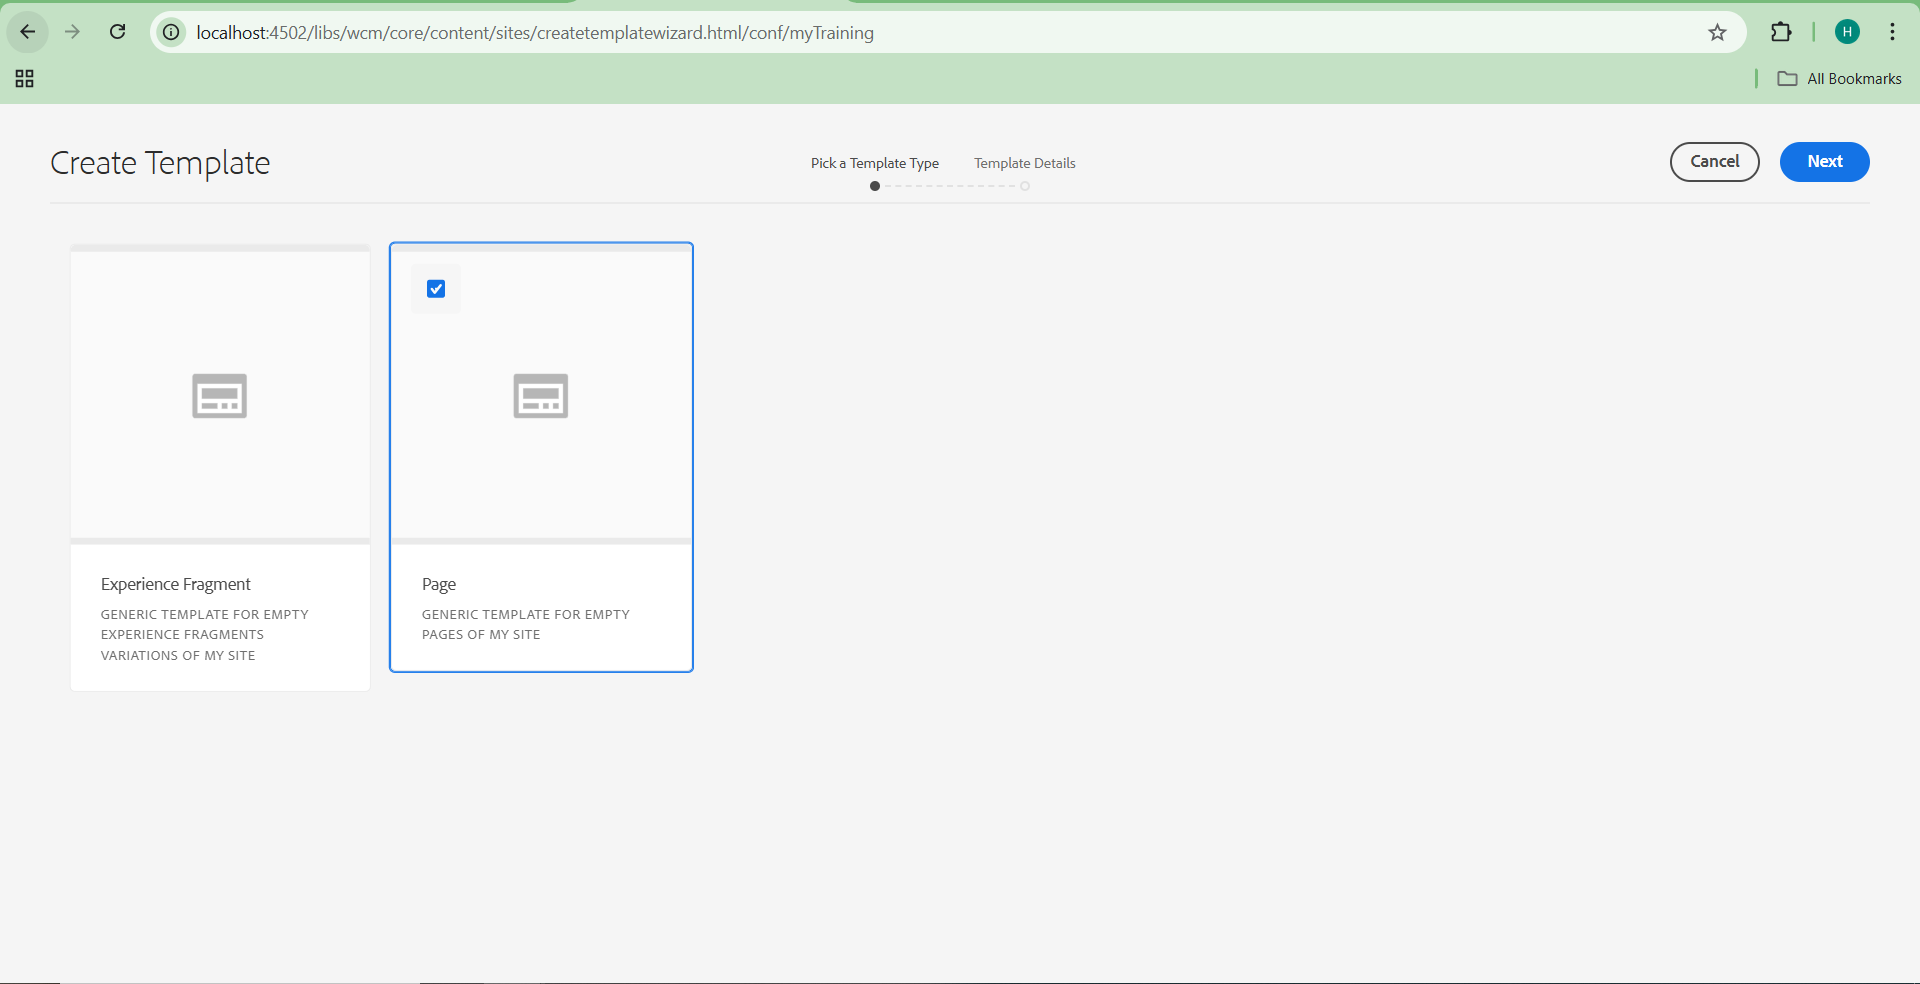 localhost:4502/libs/wcm/core/content/sites/createtemplatewizard.html/conf/myTraining
H
All Bookmarks
Create Template
Pick a Template Type
Template Details
Cancel
Next
Experience Fragment
GENERIC TEMPLATE FOR EMPTY
EXPERIENCE FRAGMENTS
VARIATIONS OF MY SITE
Page
GENERIC TEMPLATE FOR EMPTY
PAGES OF MY SITE